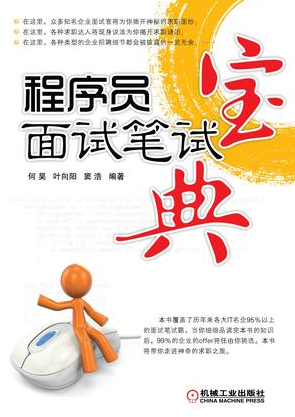 在这里，众多知名企业面试官将为你撕开神秘的求职面纱。
在这里，各种求职达人将现身说法为你揭开求职谜团。
在这里，各种类型的企业招聘细节都会被披露的一览无余……
程序员
面试笔试
宝典
何昊 叶向阳 窦浩 编著
本书覆盖了历年来各大IT名企95%以上
的面试笔试题，当你细细品读完本书的知识
后，99%的企业的offer将任由你挑选。本书
将带你走进神奇的求职之旅。
机械工业出版社
CHINA MACHINE PRESS